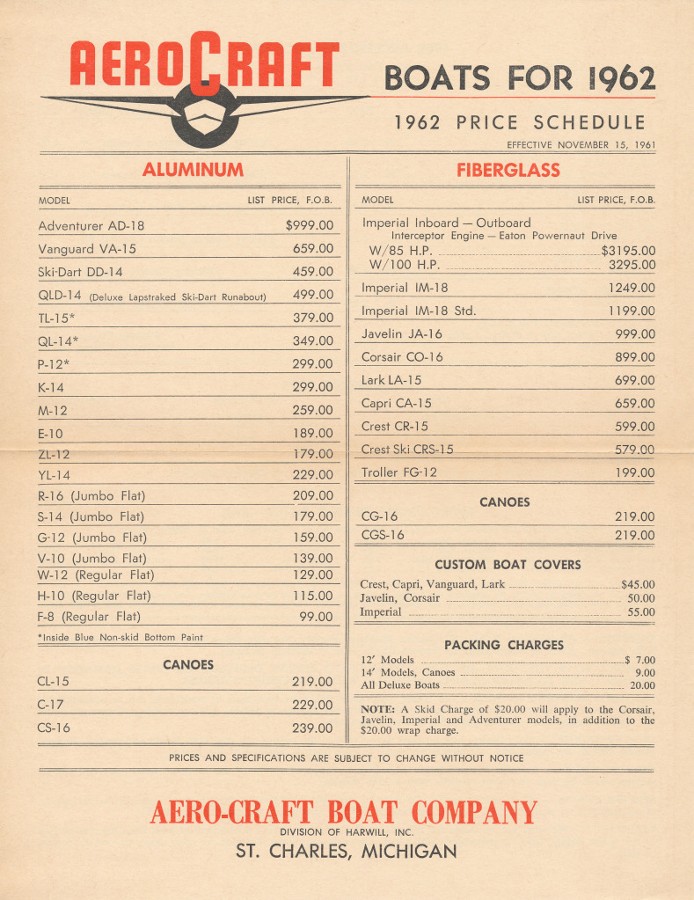 AEROCRAFT
BOATS FOR 1962
1962 PRICE SCHEDULE
EFFECTIVE NOVEMBER 15, 1961
ALUMINUM
MODEL LIST PRICE, F.O.B.
Adventurer AD-18 $999.00
Vanguard VA-15 659.00
Ski-Dart DD-14 459.00
QLD-14 (Deluxe Lapstraked Ski-Dart Runabout) 499.00
TL-15* 379.00
QL-14* 349.00
P-12* 299.00
K-14 299.00
M-12 259.00
E-10 189.00
ZL-12 179.00
YL-14 229.00
R-16 (Jumbo Flat) 209.00
S-14 (Jumbo Flat) 179.00
G-12 (Jumbo Flat) 159.00
V-10 (Jumbo Flat) 139.00
W-12 (Regular Flat) 129.00
H-10 (Regular Flat) 115.00
F-8 (Regular Flat) 99.00
*Inside Blue Non-skid Bottom Paint
CANOES
CL-15 219.00
C-17 229.00
CS-16 239.00
FIBERGLASS
MODEL LIST PRICE, F.O.B.
Imperial Inboard — Outboard
Interceptor Engine — Eaton Powernaut Drive
W/85 H.P. $3195.00
W/100 H.P. 3295.00
Imperial IM-18 1249.00
Imperial IM-18 Std. 1199.00
Javelin JA-16 999.00
Corsair CO-16 899.00
Lark LA-15 699.00
Capri CA-15 659.00
Crest CR-15 599.00
Crest Ski CRS-15 579.00
Troller FG-12 199.00
CANOES
CG-16 219.00
CGS-16 219.00
CUSTOM BOAT COVERS
Crest, Capri, Vanguard, Lark $45.00
Javelin, Corsair 50.00
Imperial 55.00
PACKING CHARGES
12′ Models $ 7.00
14′ Models, Canoes 9.00
All Deluxe Boats 20.00
NOTE: A Skid Charge of $20.00 will apply to the Corsair,
Javelin, Imperial and Adventurer models, in addition to the
$20.00 wrap charge.
PRICES AND SPECIFICATIONS ARE SUBJECT TO CHANGE WITHOUT NOTICE
AERO-CRAFT BOAT COMPANY
DIVISION OF HARWILL, INC.
ST. CHARLES, MICHIGAN